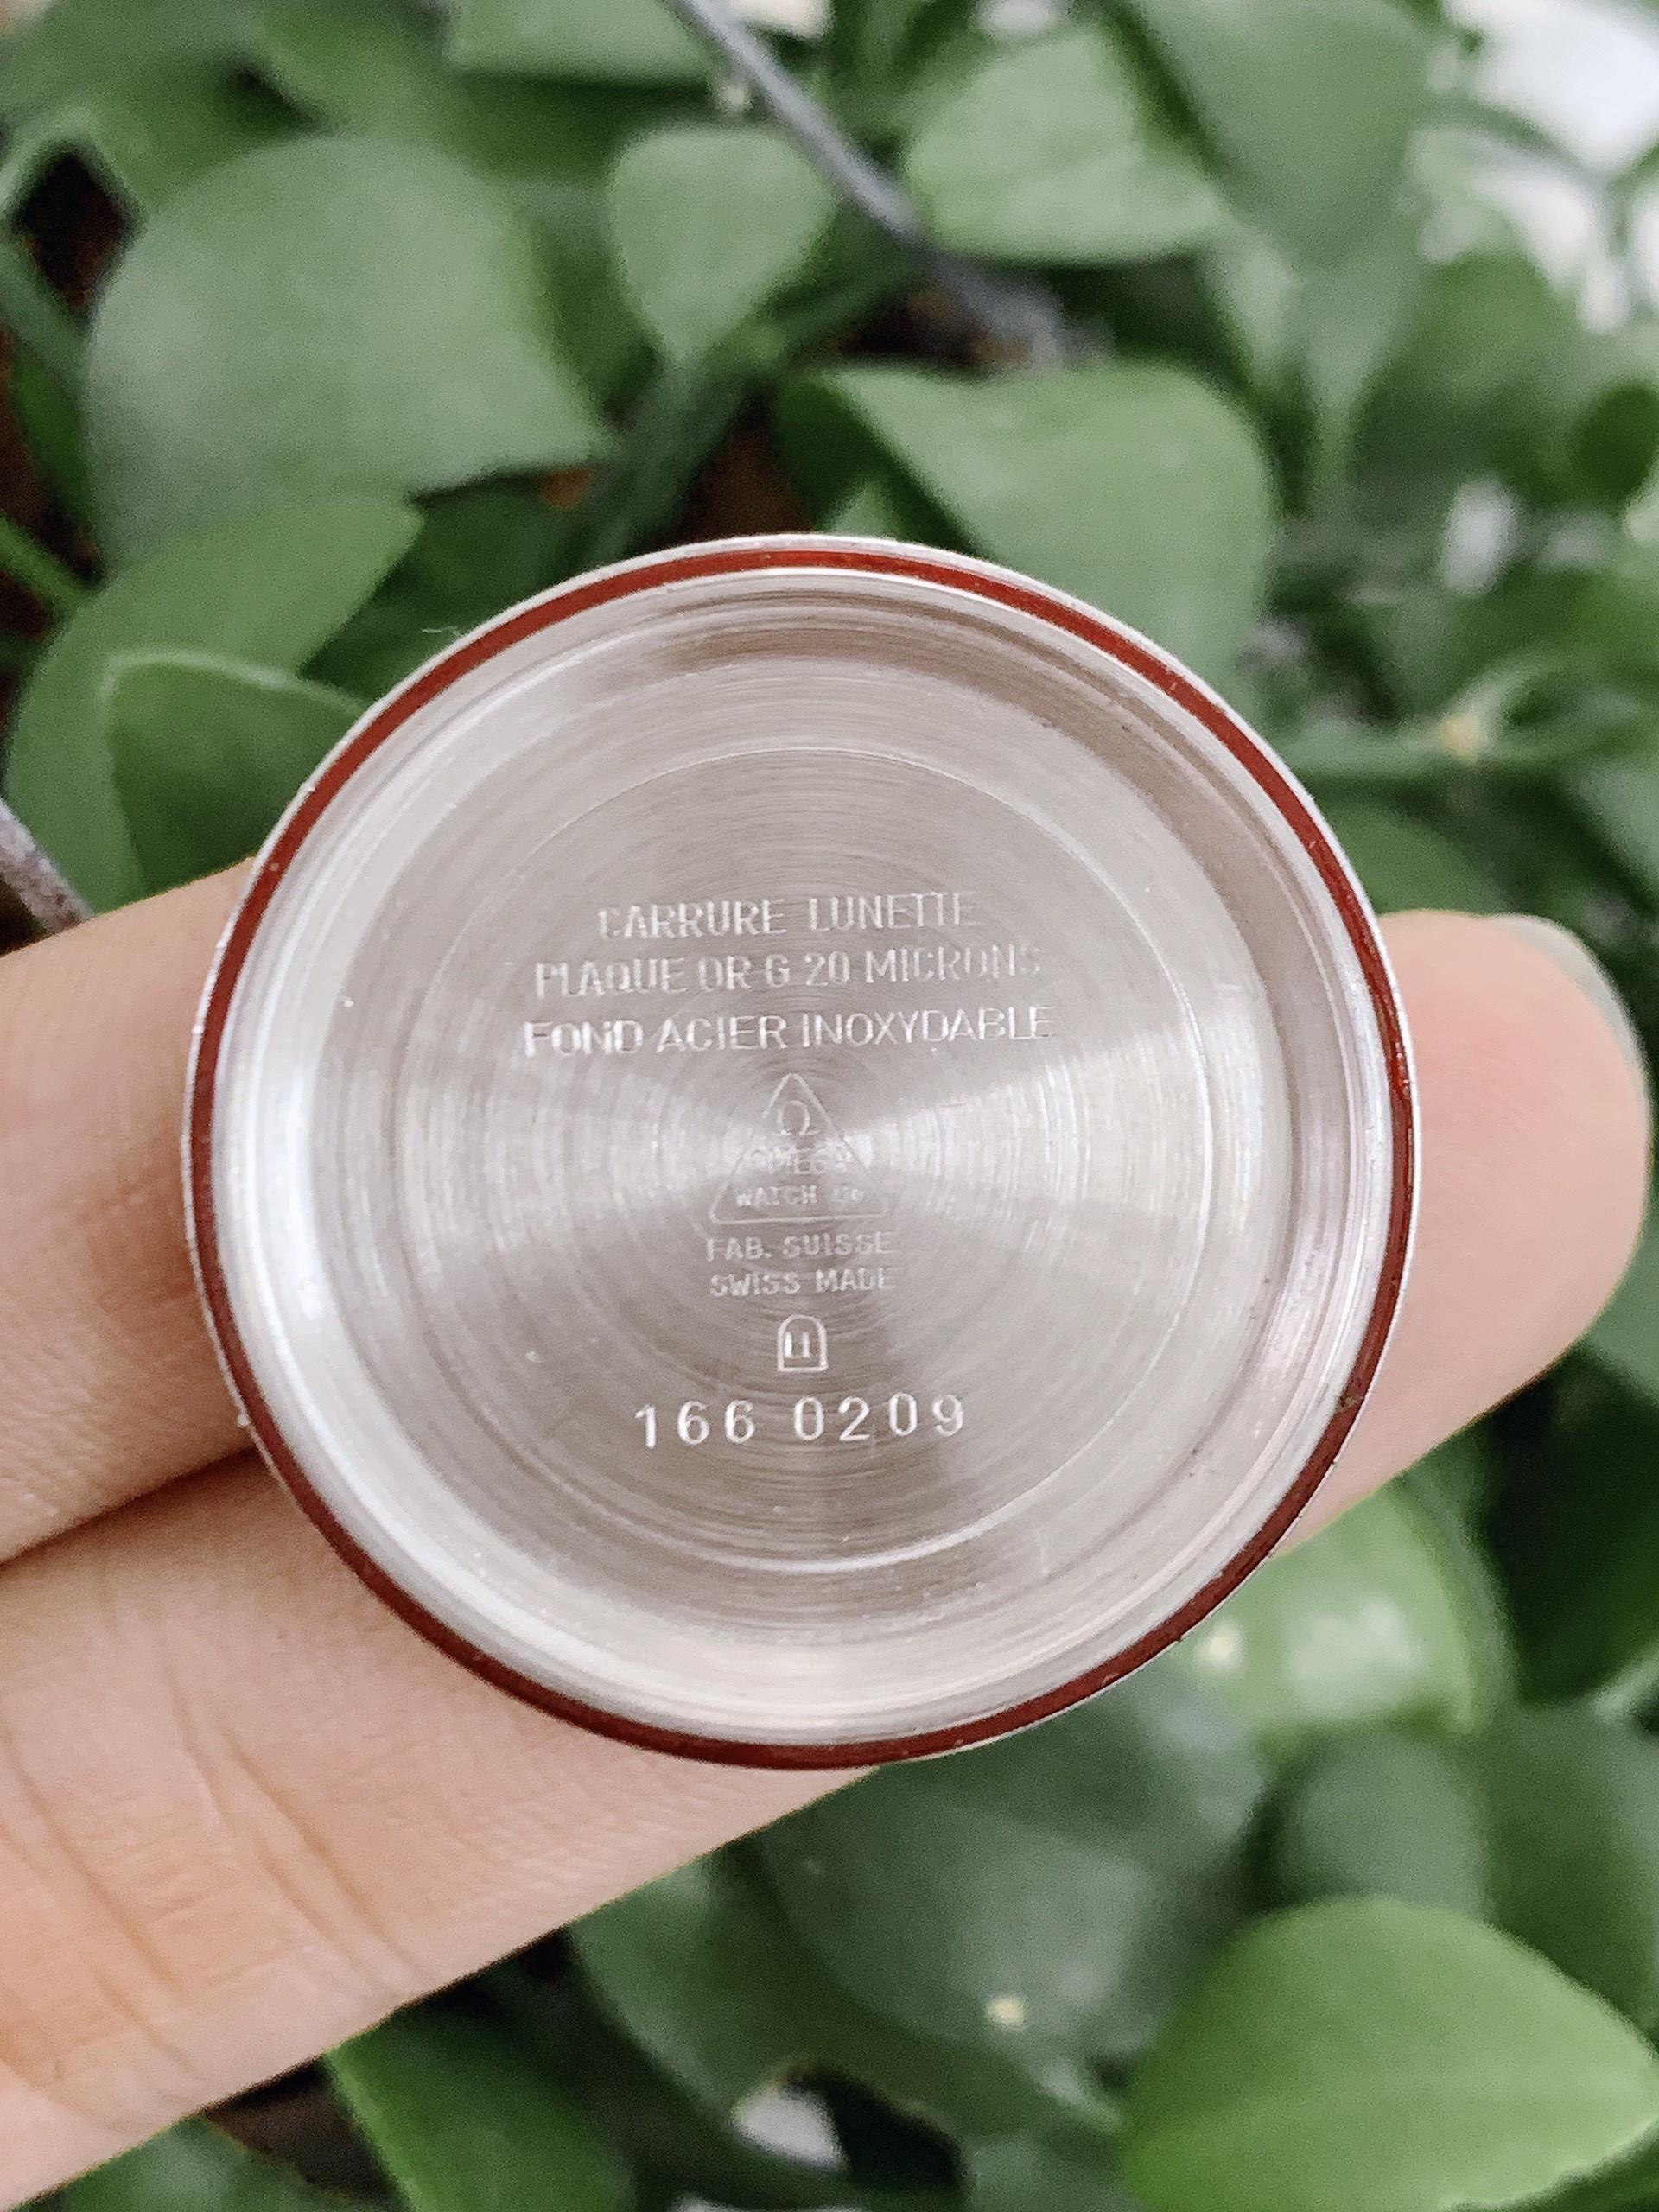 CARRURE LUNETTE
PLAQUE OR G 20 MICRONS
FOND ACIER INOXYDABLE
Ω
OMEGA
WATCH Co
FAB. SUISSE
SWISS MADE
166 0209